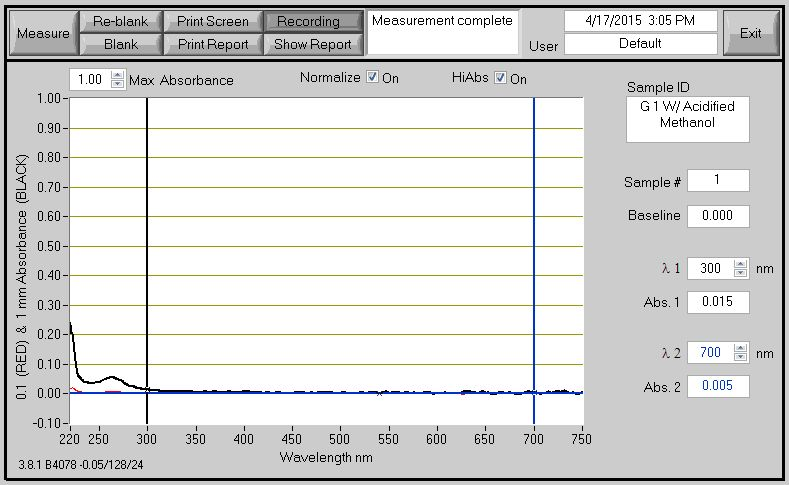 Measure
Re-blank
Print Screen
Recording
Blank
Print Report
Show Report
Measurement complete
4/17/2015 3:05 PM
User
Default
Exit
1.00
Max Absorbance
Normalize
On
HiAbs
On
Sample ID
G 1 W/ Acidified
Methanol
Sample #
1
Baseline
0.000
λ 1
300
nm
Abs. 1
0.015
λ 2
700
nm
Abs. 2
0.005
0.1 (RED) & 1 mm Absorbance (BLACK)
1.00
0.90
0.80
0.70
0.60
0.50
0.40
0.30
0.20
0.10
0.00
-0.10
220
250
300
350
400
450
500
550
600
650
700
750
Wavelength nm
3.8.1 B4078 -0.05/128/24